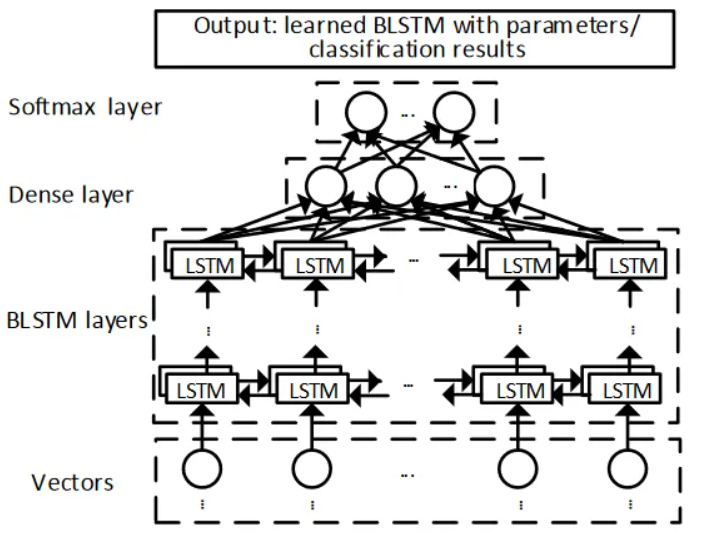 Output: learned BLSTM with parameters/
classification results
Softmax layer
...
Dense layer
...
LSTM LSTM ... LSTM LSTM
BLSTM layers
... ... ... ...
LSTM LSTM ... LSTM LSTM
Vectors
...
... ... ... ...